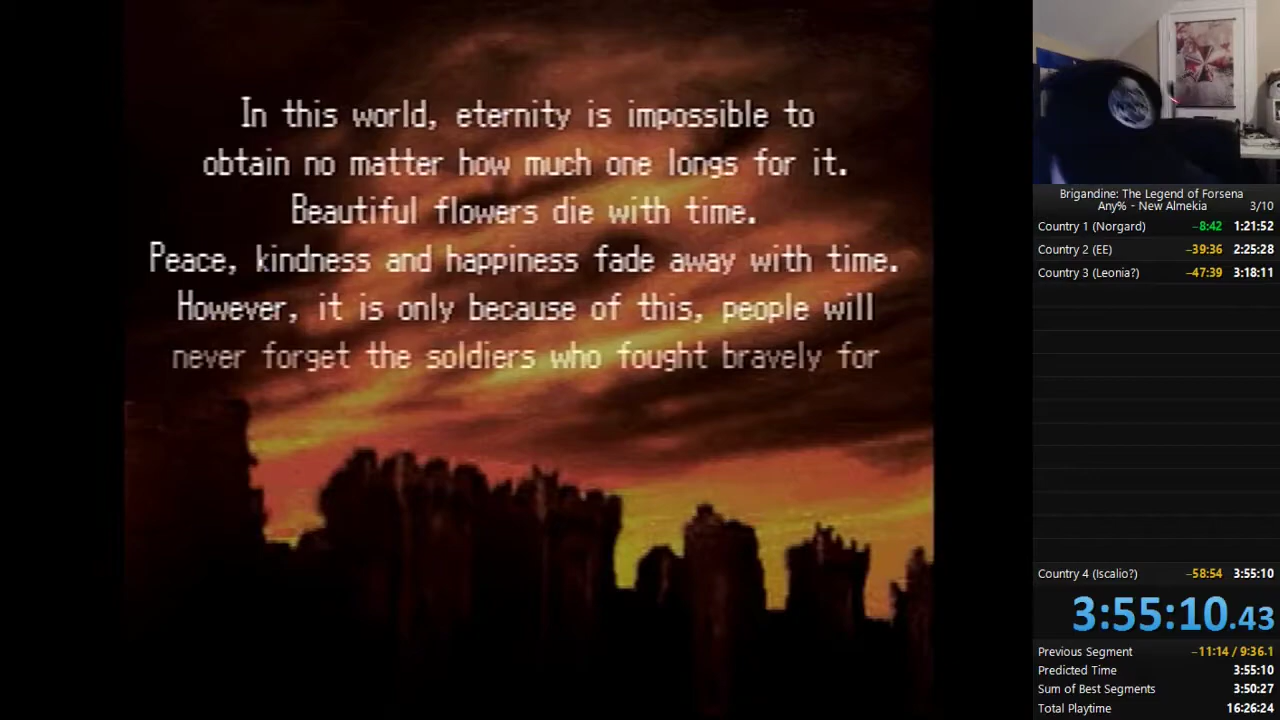 In this world, eternity is impossible to
obtain no matter how much one longs for it.
Beautiful flowers die with time.
Peace, kindness and happiness fade away with time.
However, it is only because of this, people will
never forget the soldiers who fought bravely for
Brigandine: The Legend of Forsena
Any% - New Almekia 3/10
Country 1 (Norgard) −8:42 1:21:52
Country 2 (EE) −39:36 2:25:28
Country 3 (Leonia?) −47:39 3:18:11
Country 4 (Iscalio?) −58:54 3:55:10
3:55:10.43
Previous Segment −11:14 / 9:36.1
Predicted Time 3:55:10
Sum of Best Segments 3:50:27
Total Playtime 16:26:24